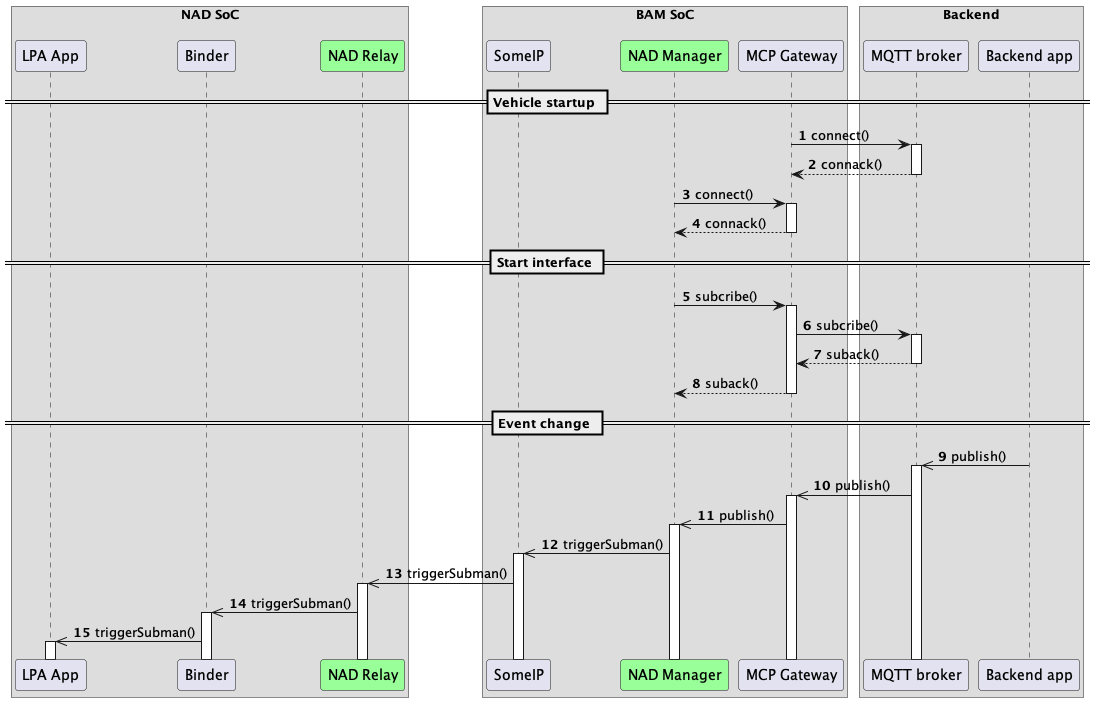 NAD SoC
BAM SoC
Backend
LPA App
Binder
NAD Relay
SomeIP
NAD Manager
MCP Gateway
MQTT broker
Backend app
Vehicle startup
1 connect()
2 connack()
3 connect()
4 connack()
Start interface
5 subcribe()
6 subcribe()
7 suback()
8 suback()
Event change
9 publish()
10 publish()
11 publish()
12 triggerSubman()
13 triggerSubman()
14 triggerSubman()
15 triggerSubman()
LPA App
Binder
NAD Relay
SomeIP
NAD Manager
MCP Gateway
MQTT broker
Backend app